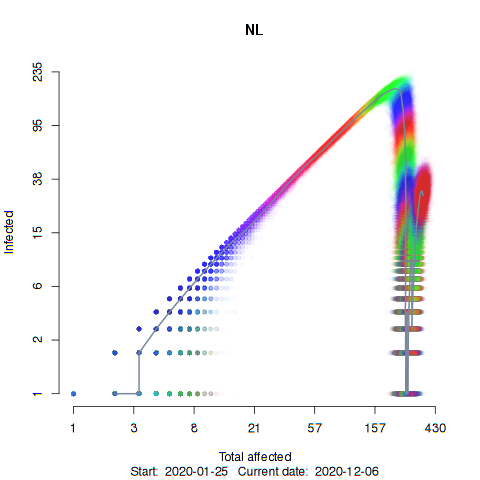 NL
235
95
38
15
6
2
1
Infected
1 3 8 21 57 157 430
Total affected
Start: 2020-01-25 Current date: 2020-12-06